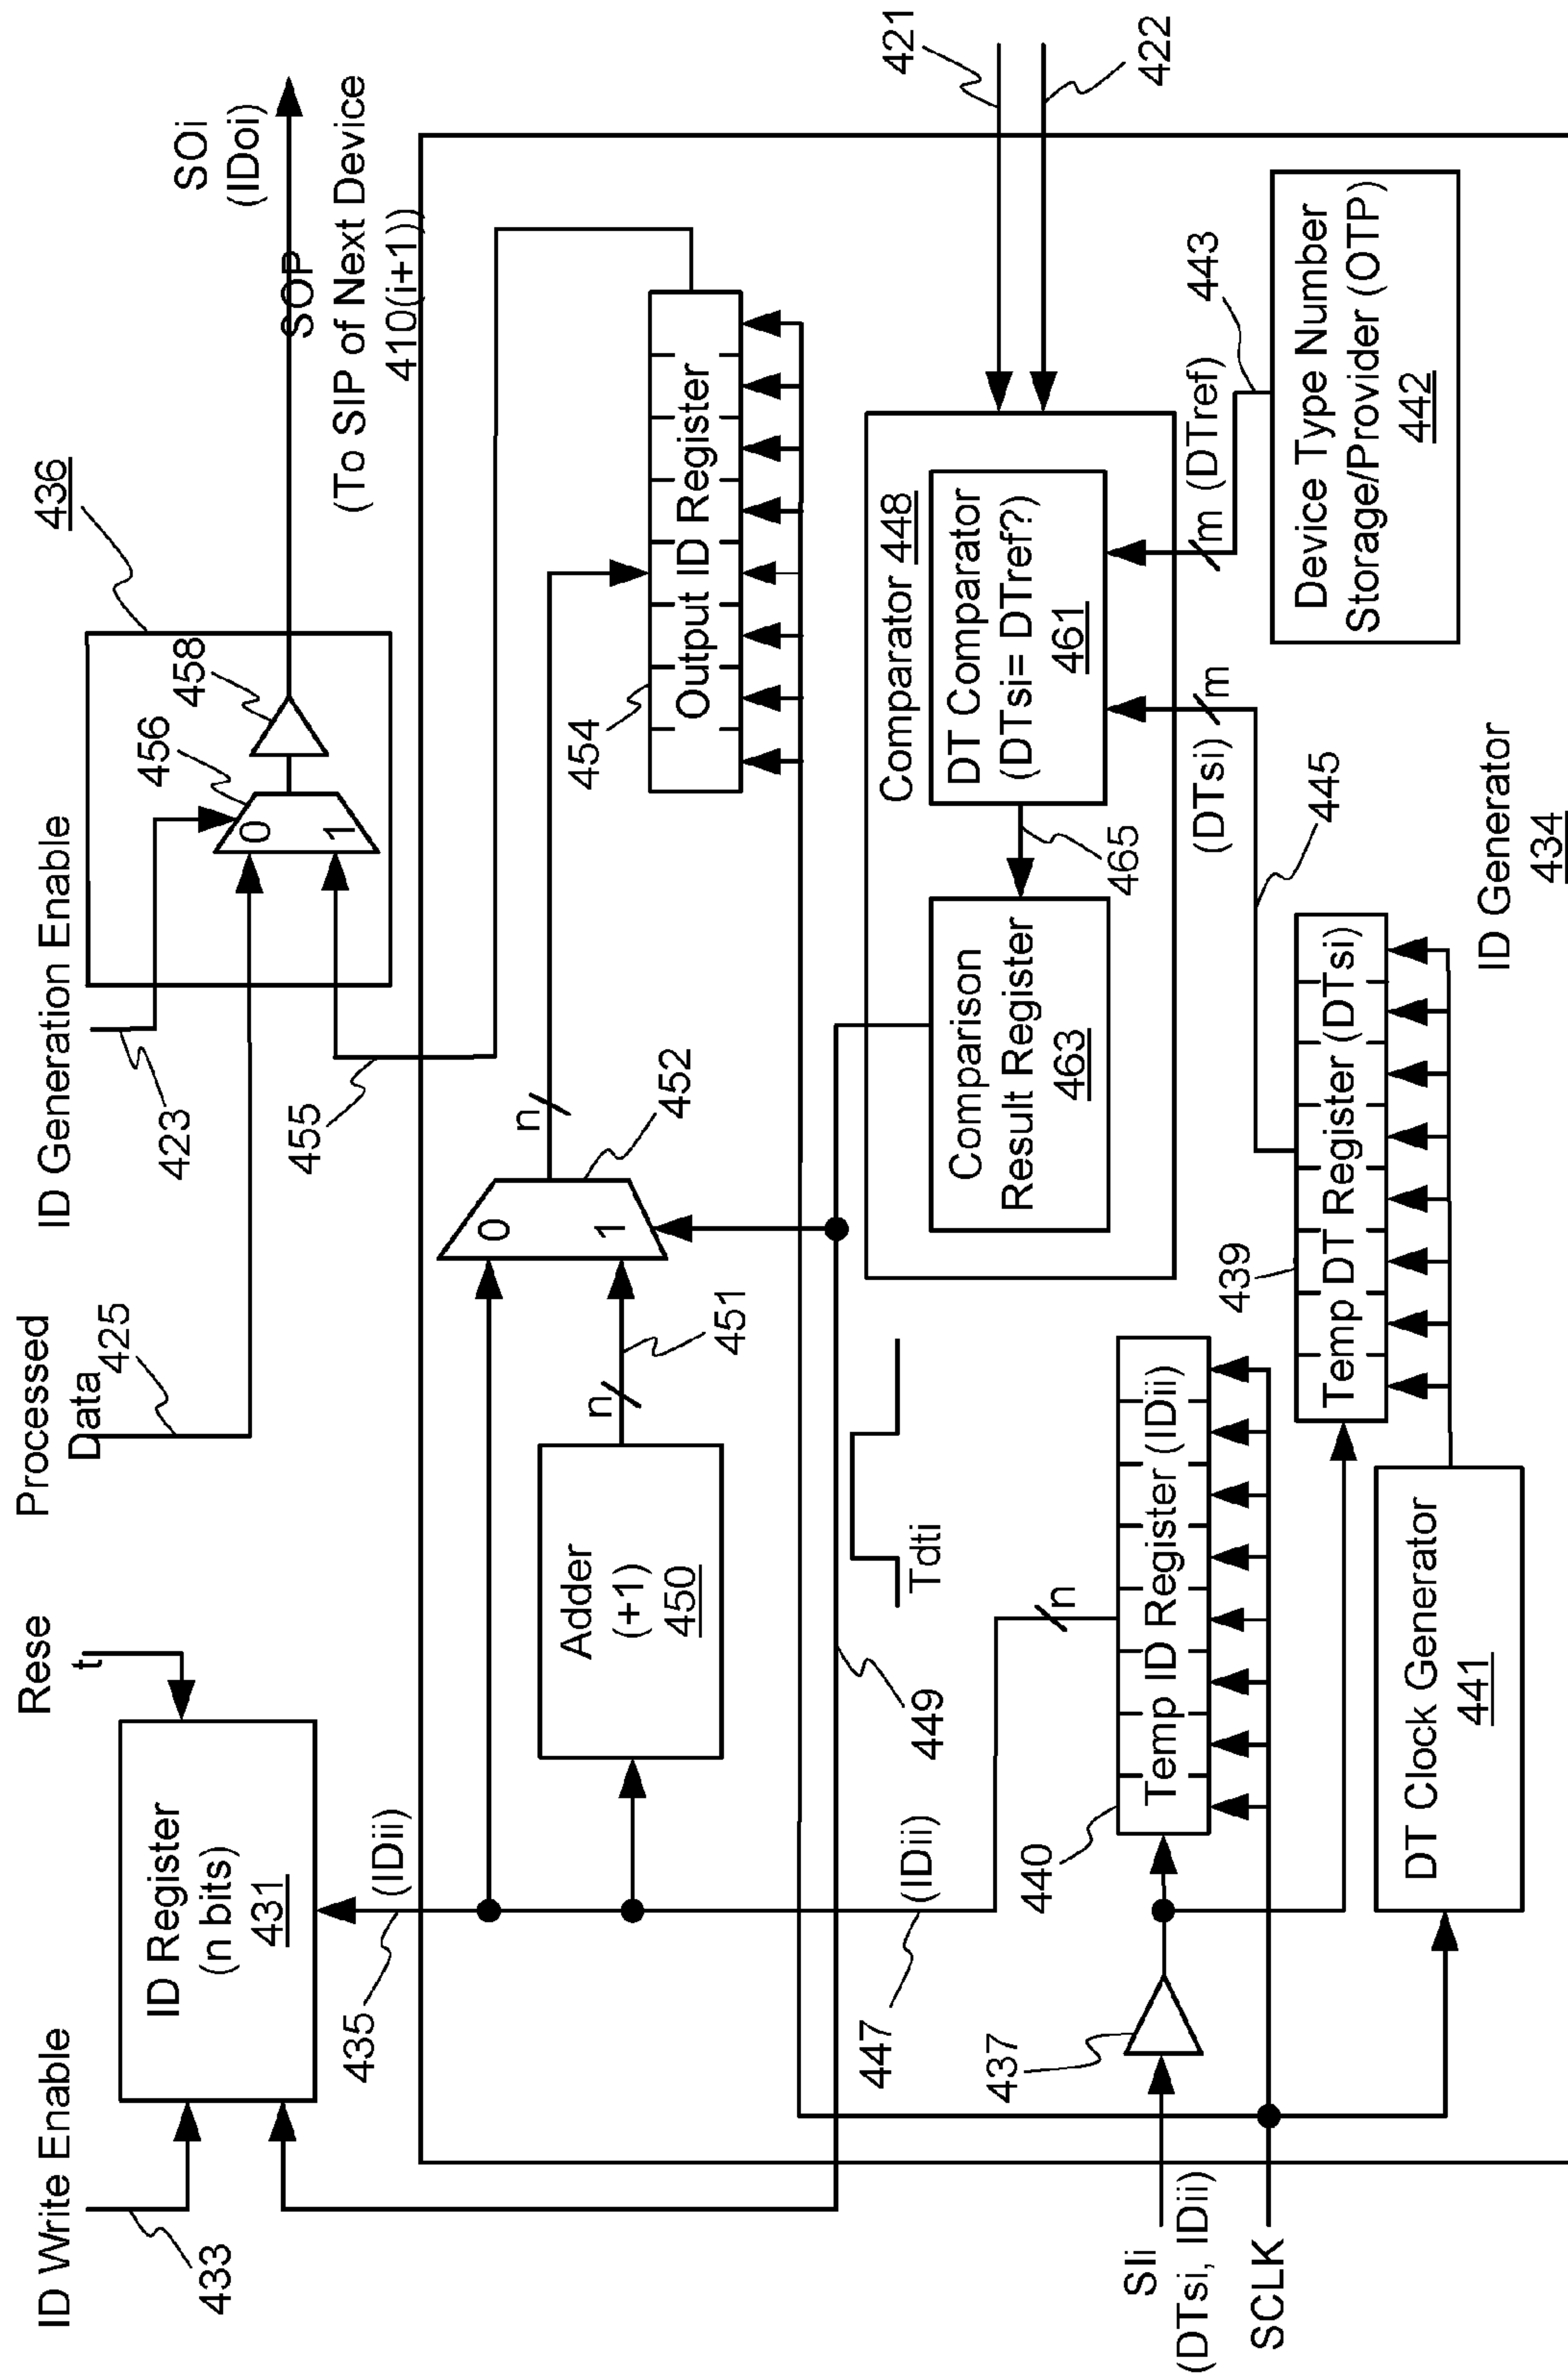 ID Write Enable
433
ID Register
(n bits)
431
Rese
t
Processed
Data
425
ID Generation Enable
423
436
456
458
0
1
SOi
(IDoi)
SOP
(To SIP of Next Device
410(i+1))
435
(IDii)
455
Adder
(+1)
450
n
451
0
1
452
n
454
Output ID Register
447
(IDii)
449
Tdti
Comparator 448
Comparison
Result Register
463
465
DT Comparator
(DTsi= DTref?)
461
421
422
437
SIi
(DTsi, IDii)
SCLK
440
Temp ID Register (IDii)
n
439
Temp DT Register (DTsi)
445
(DTsi)
m
m
(DTref)
443
DT Clock Generator
441
Device Type Number
Storage/Provider (OTP)
442
ID Generator
434